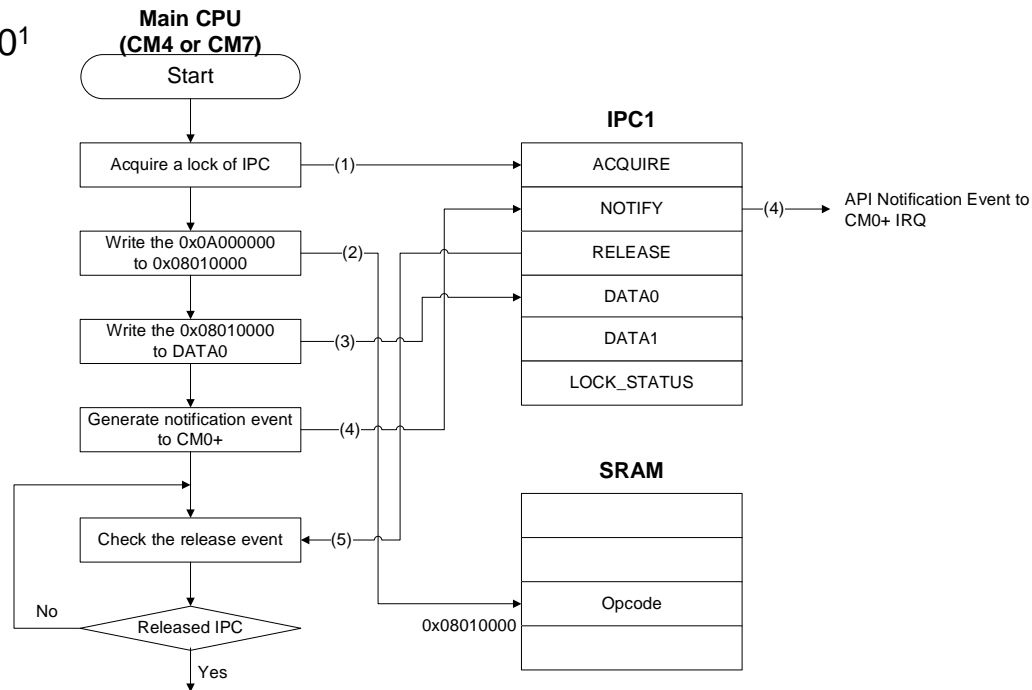 0¹
Main CPU
(CM4 or CM7)
Start
Acquire a lock of IPC
(1)
Write the 0x0A000000
to 0x08010000
(2)
Write the 0x08010000
to DATA0
(3)
Generate notification event
to CM0+
(4)
Check the release event
(5)
No
Released IPC
Yes
IPC1
ACQUIRE
NOTIFY
(4)
API Notification Event to
CM0+ IRQ
RELEASE
DATA0
DATA1
LOCK_STATUS
SRAM
Opcode
0x08010000